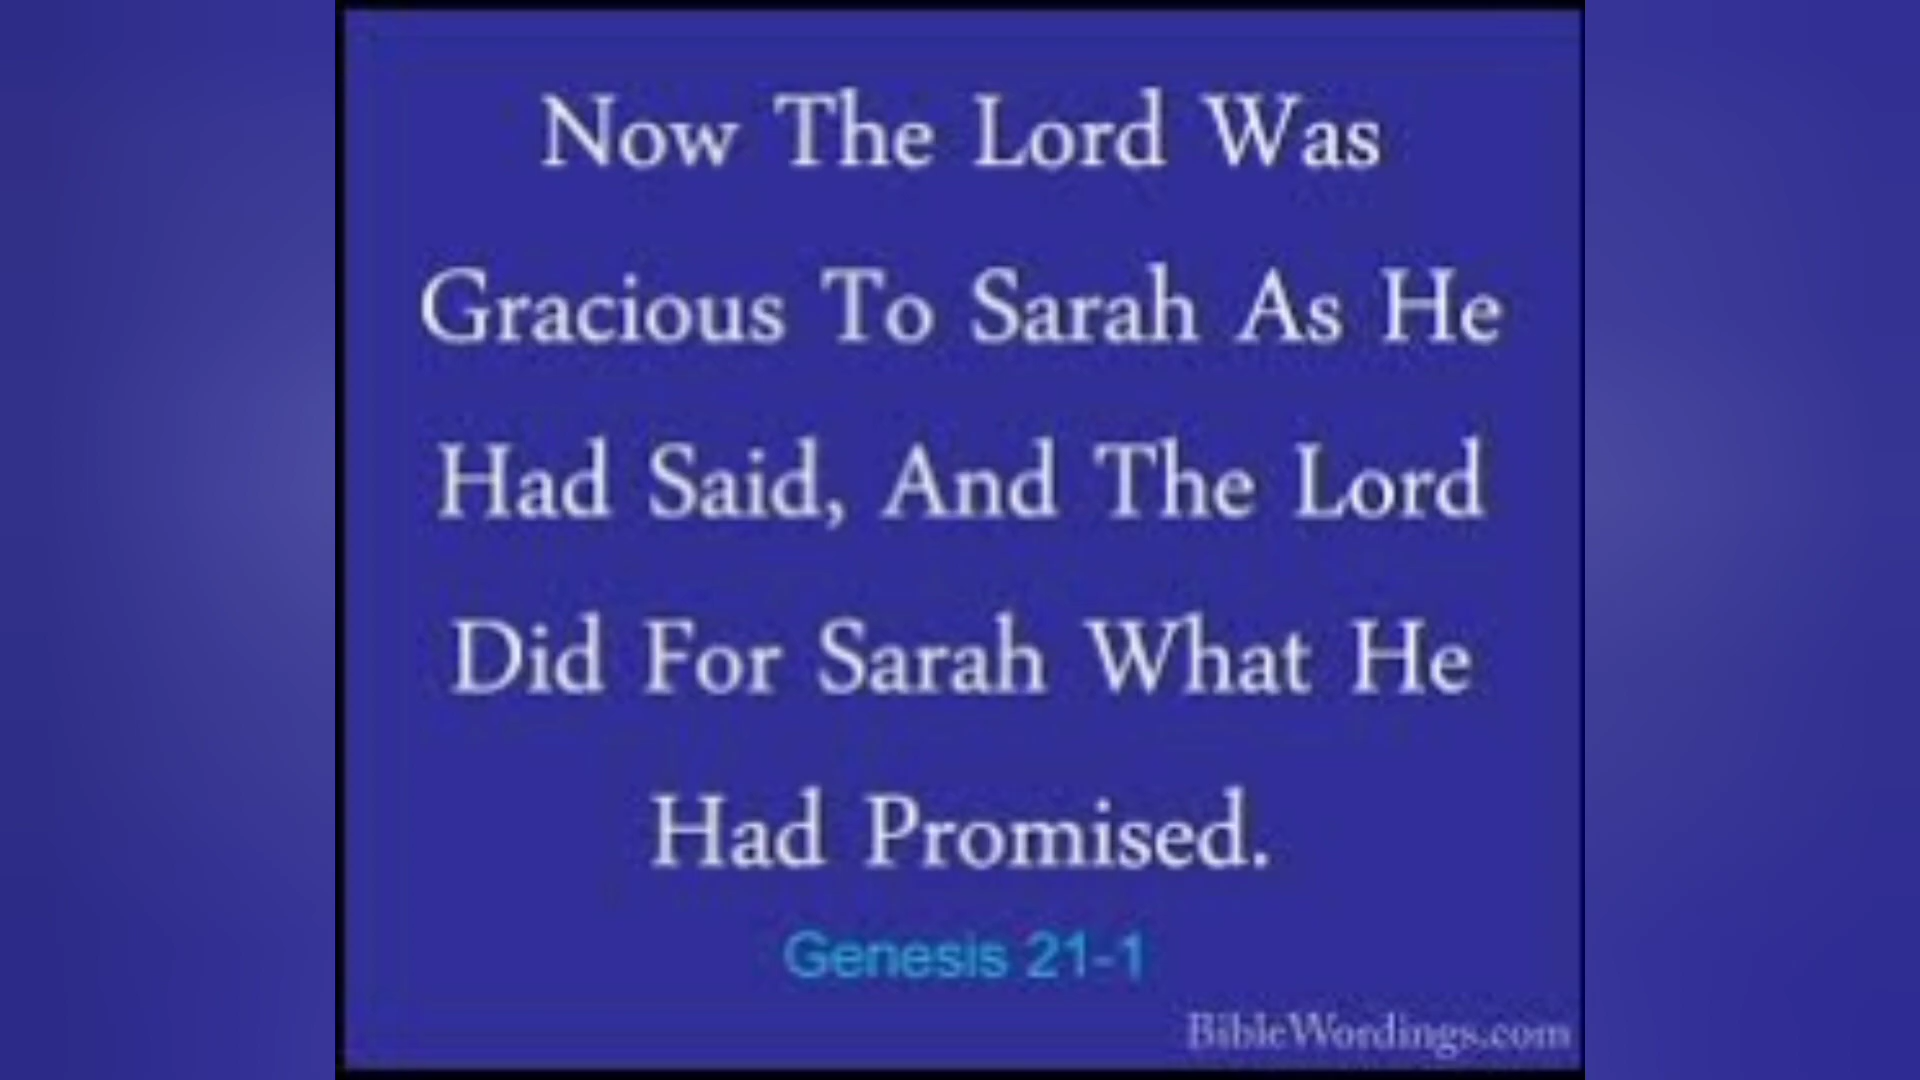 Now The Lord Was
Gracious To Sarah As He
Had Said, And The Lord
Did For Sarah What He
Had Promised.
Genesis 21-1
BibleWordings.com